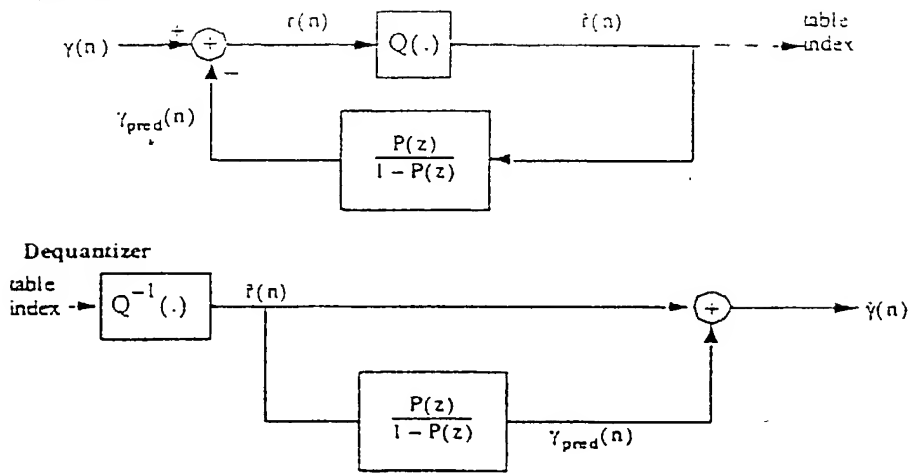 γ(n)
+
+
−
r(n)
Q(.)
r̂(n)
table
index
γpred(n)
P(z)
1 − P(z)
Dequantizer
table
index
Q⁻¹(.)
r̂(n)
+
γ̂(n)
P(z)
1 − P(z)
γpred(n)